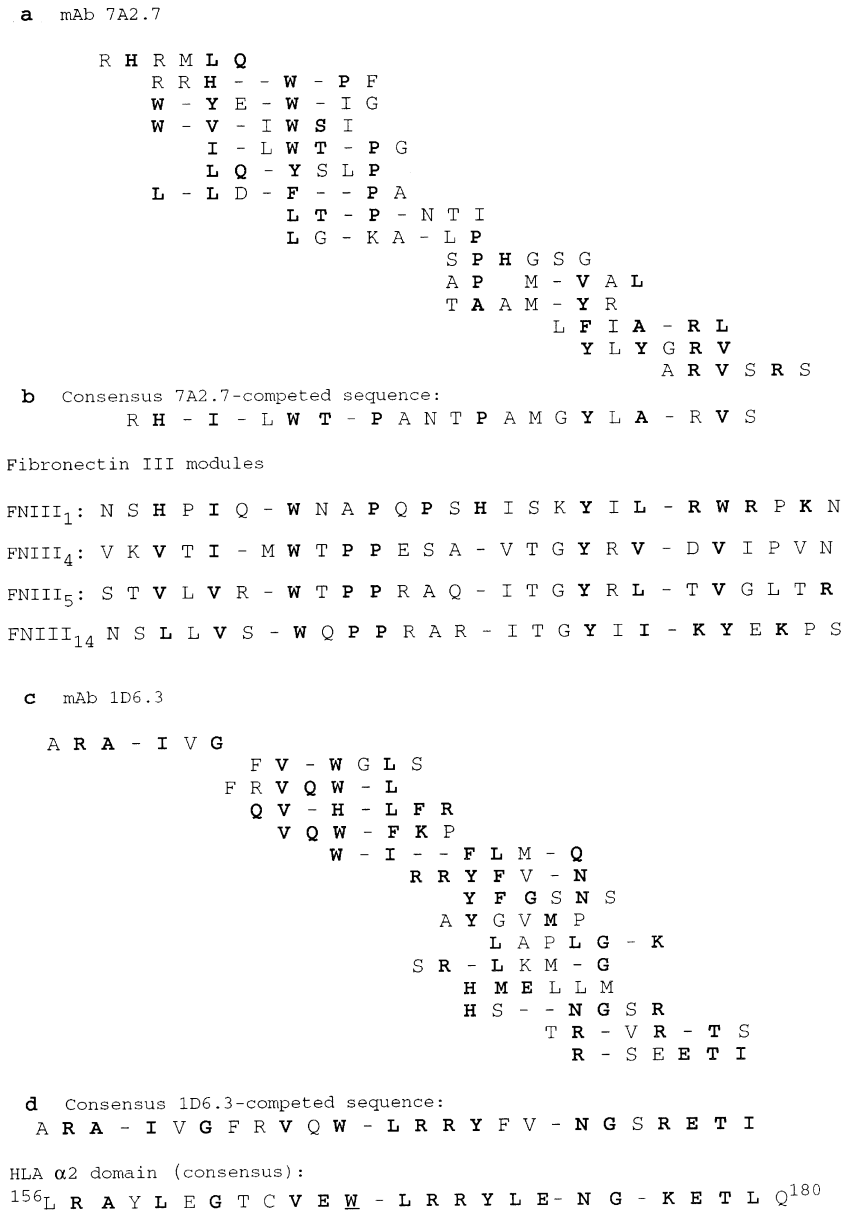 a mAb 7A2.7
R H R M L Q
R R H - - W - P F
W - Y E - W - I G
W - V - I W S I
I - L W T - P G
L Q - Y S L P
L - L D - F - - P A
L T - P - N T I
L G - K A - L P
S P H G S G
A P M - V A L
T A A M - Y R
L F I A - R L
Y L Y G R V
A R V S R S
b Consensus 7A2.7-competed sequence:
R H - I - L W T - P A N T P A M G Y L A - R V S
Fibronectin III modules
FNIII1: N S H P I Q - W N A P Q P S H I S K Y I L - R W R P K N
FNIII4: V K V T I - M W T P P E S A - V T G Y R V - D V I P V N
FNIII5: S T V L V R - W T P P R A Q - I T G Y R L - T V G L T R
FNIII14 N S L L V S - W Q P P R A R - I T G Y I I - K Y E K P S
c mAb 1D6.3
A R A - I V G
F V - W G L S
F R V Q W - L
Q V - H - L F R
V Q W - F K P
W - I - - F L M - Q
R R Y F V - N
Y F G S N S
A Y G V M P
L A P L G - K
S R - L K M - G
H M E L L M
H S - - N G S R
T R - V R - T S
R - S E E T I
d Consensus 1D6.3-competed sequence:
A R A - I V G F R V Q W - L R R Y F V - N G S R E T I
HLA α2 domain (consensus):
156L R A Y L E G T C V E W - L R R Y L E- N G - K E T L Q180